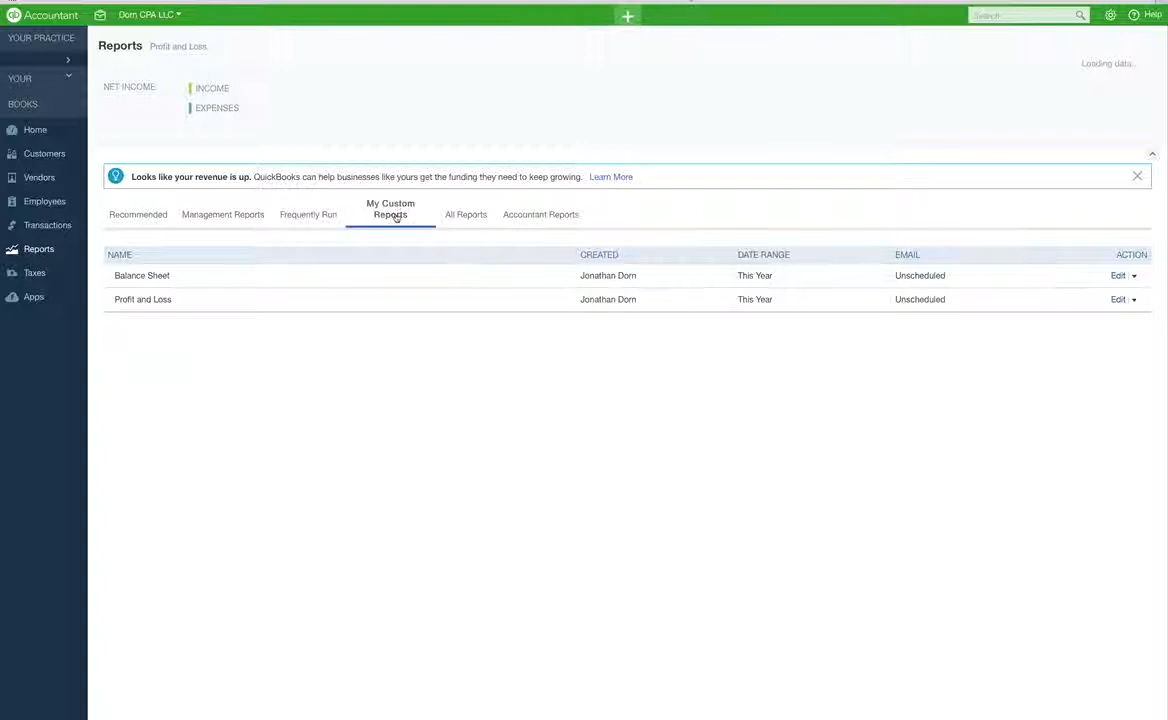 Accountant
Dorn CPA LLC
Search
Help
YOUR PRACTICE
YOUR
BOOKS
Home
Customers
Vendors
Employees
Transactions
Reports
Taxes
Apps
Reports Profit and Loss
Loading data..
NET INCOME
INCOME
EXPENSES
Looks like your revenue is up. QuickBooks can help businesses like yours get the funding they need to keep growing. Learn More
Recommended Management Reports Frequently Run My Custom Reports All Reports Accountant Reports
NAME CREATED DATE RANGE EMAIL ACTION
Balance Sheet Jonathan Dorn This Year Unscheduled Edit
Profit and Loss Jonathan Dorn This Year Unscheduled Edit